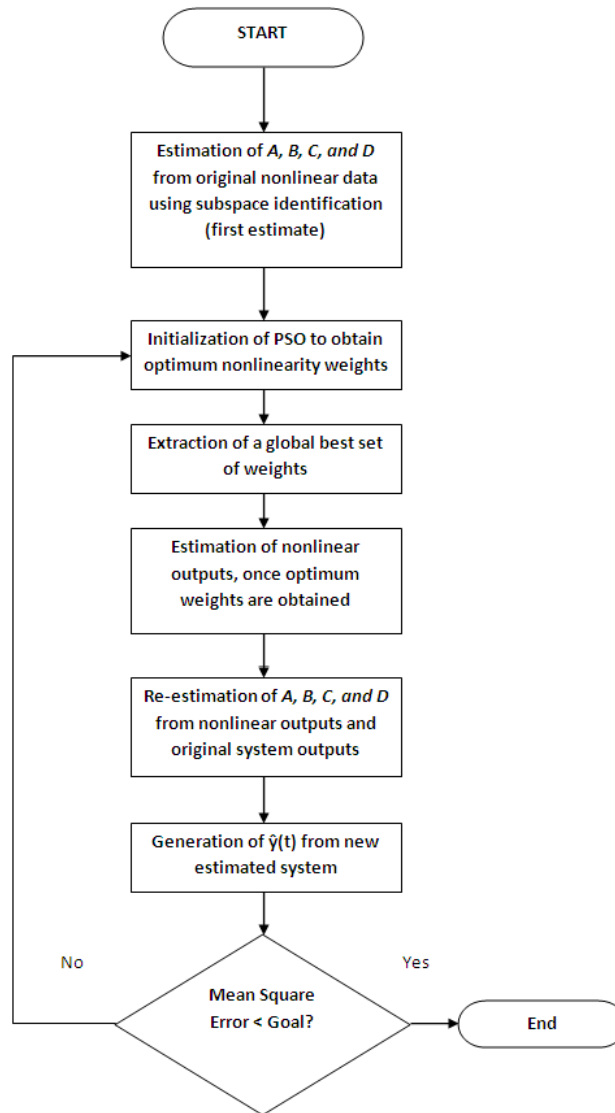 START
Estimation of A, B, C, and D
from original nonlinear data
using subspace identification
(first estimate)
Initialization of PSO to obtain
optimum nonlinearity weights
Extraction of a global best set
of weights
Estimation of nonlinear
outputs, once optimum
weights are obtained
Re-estimation of A, B, C, and D
from nonlinear outputs and
original system outputs
Generation of ŷ(t) from new
estimated system
No
Yes
Mean Square
Error < Goal?
End